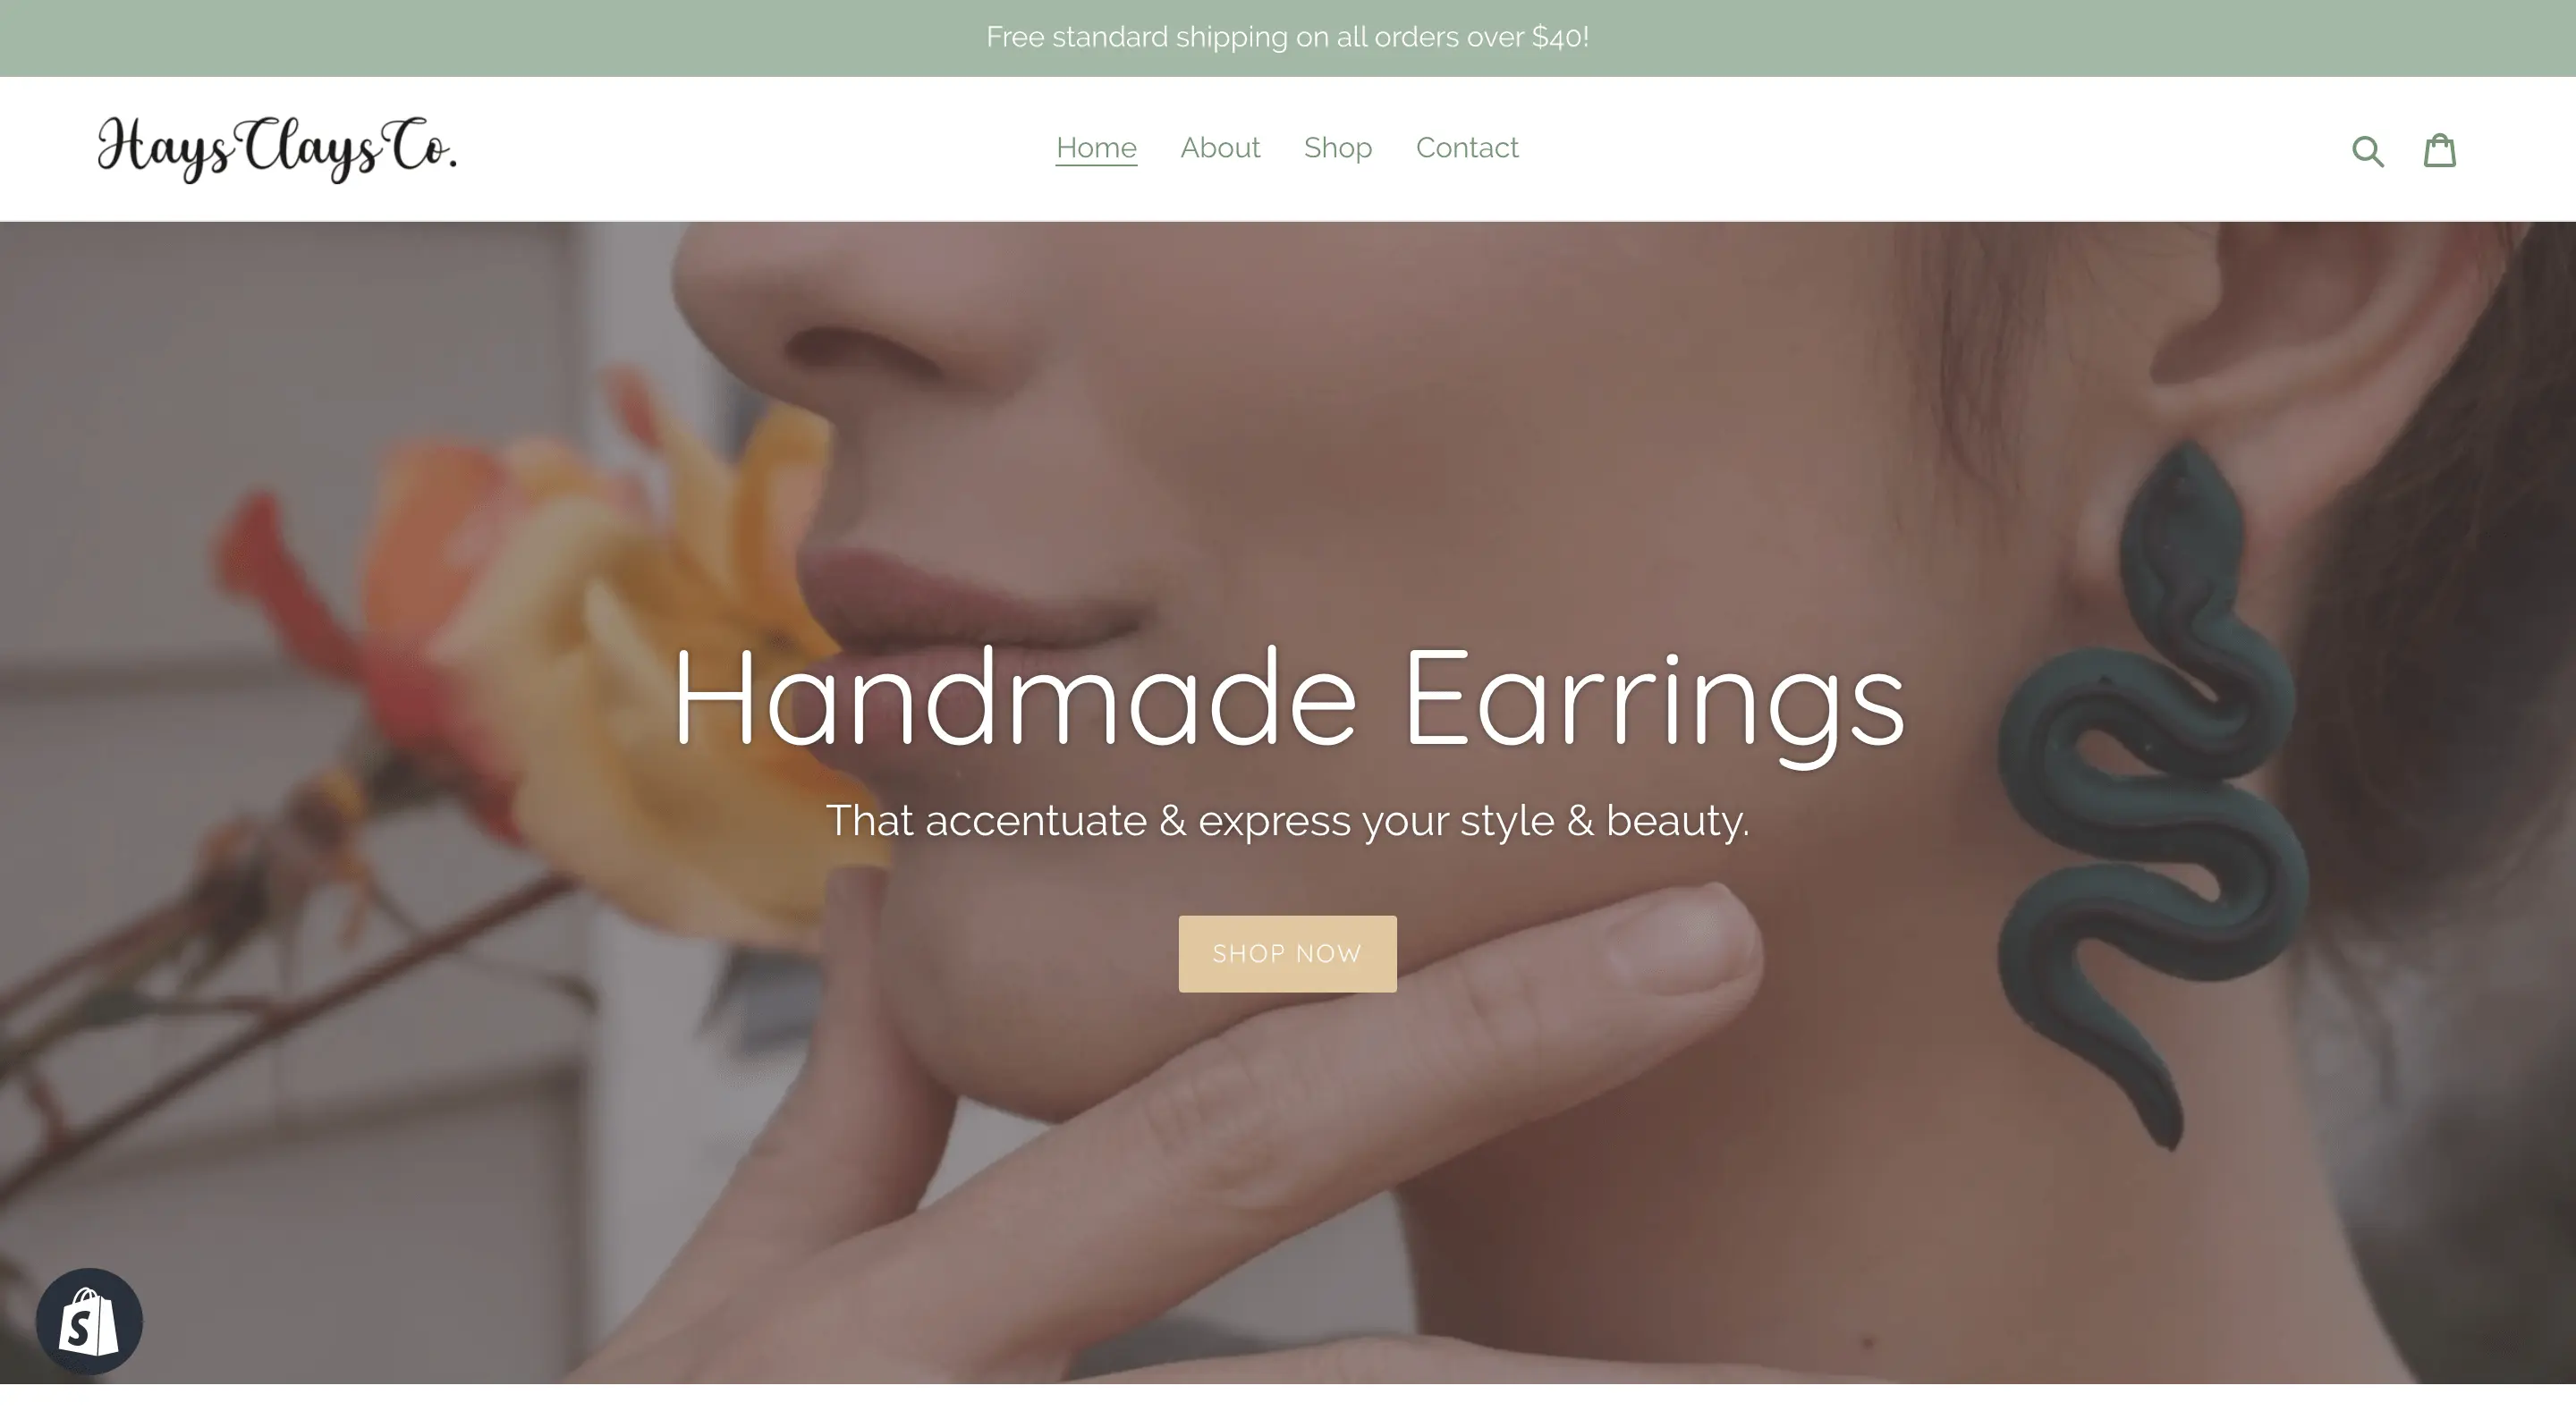 Free standard shipping on all orders over $40!
Hays Clays Co.
Home About Shop Contact
Handmade Earrings
That accentuate & express your style & beauty.
SHOP NOW
S